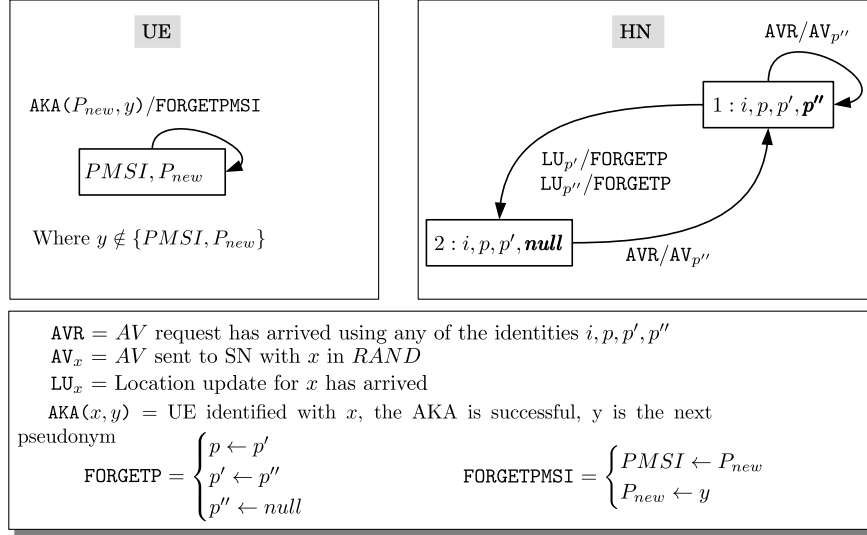 UE
AKA(P_new, y)/FORGETPMSI
PMSI, P_new
Where y ∉ {PMSI, P_new}
HN
AVR/AV_p''
1 : i, p, p', p''
LU_p'/FORGETP
LU_p''/FORGETP
2 : i, p, p', null
AVR/AV_p''
AVR = AV request has arrived using any of the identities i, p, p', p''
AV_x = AV sent to SN with x in RAND
LU_x = Location update for x has arrived
AKA(x, y) = UE identified with x, the AKA is successful, y is the next
pseudonym
FORGETP = { p ← p'
p' ← p''
p'' ← null
FORGETPMSI = { PMSI ← P_new
P_new ← y